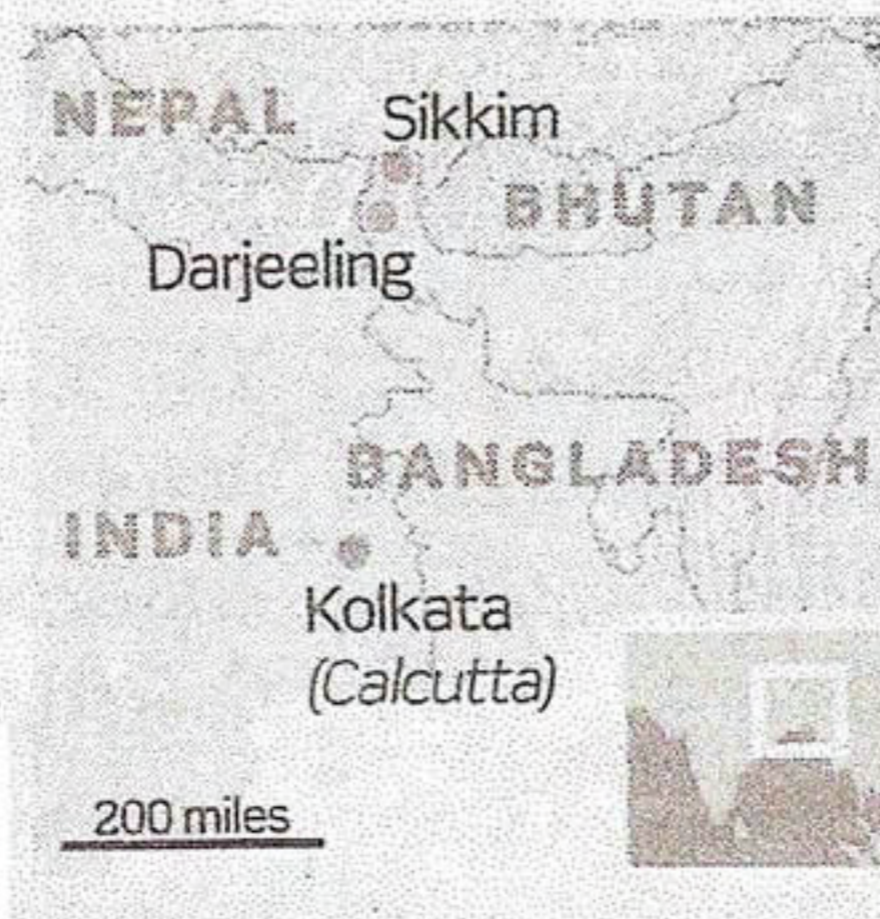 NEPAL
Sikkim
BHUTAN
Darjeeling
BANGLADESH
INDIA
Kolkata
(Calcutta)
200 miles